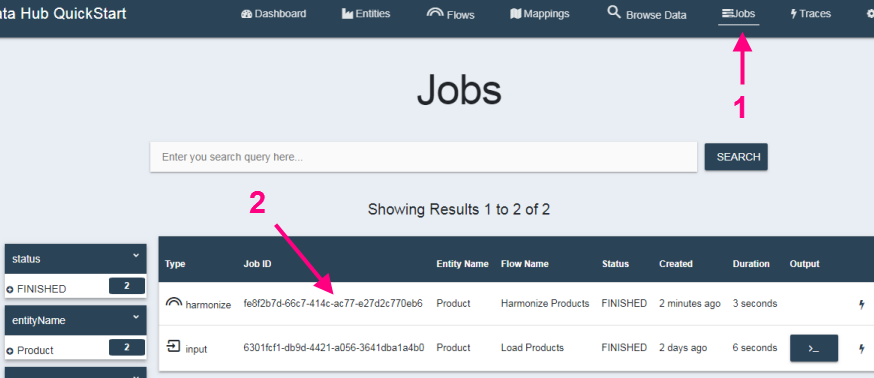 ata Hub QuickStart Dashboard Entities Flows Mappings Browse Data Jobs Traces
1
Jobs
Enter you search query here... SEARCH
2
Showing Results 1 to 2 of 2
status
FINISHED 2
entityName
Product 2
Type Job ID Entity Name Flow Name Status Created Duration Output
harmonize fe8f2b7d-66c7-414c-ac77-e27d2c770eb6 Product Harmonize Products FINISHED 2 minutes ago 3 seconds
input 6301fcf1-db9d-4421-a056-3641dba1a4b0 Product Load Products FINISHED 2 days ago 6 seconds >_